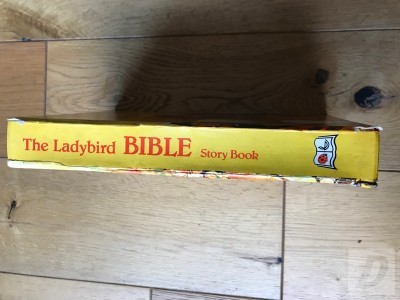 The Ladybird BIBLE Story Book